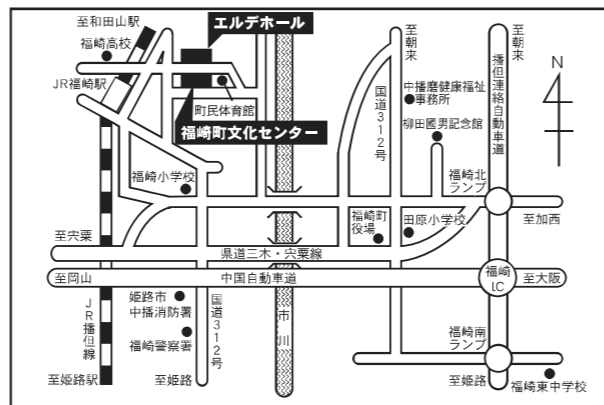 至和田山駅
エルデホール
福崎高校
JR福崎駅
町民体育館
福崎町文化センター
福崎小学校
至朝来
至朝来
国道312号
播但連絡自動車道
中播磨健康福祉
事務所
柳田國男記念館
N
福崎北
ランプ
至加西
福崎町
役場
田原小学校
至宍粟
県道三木・宍粟線
至岡山
中国自動車道
福崎
I.C
至大阪
JR播但線
姫路市
中播消防署
国道312号
市川
福崎警察署
福崎南
ランプ
至姫路駅
至姫路
至姫路
福崎東中学校